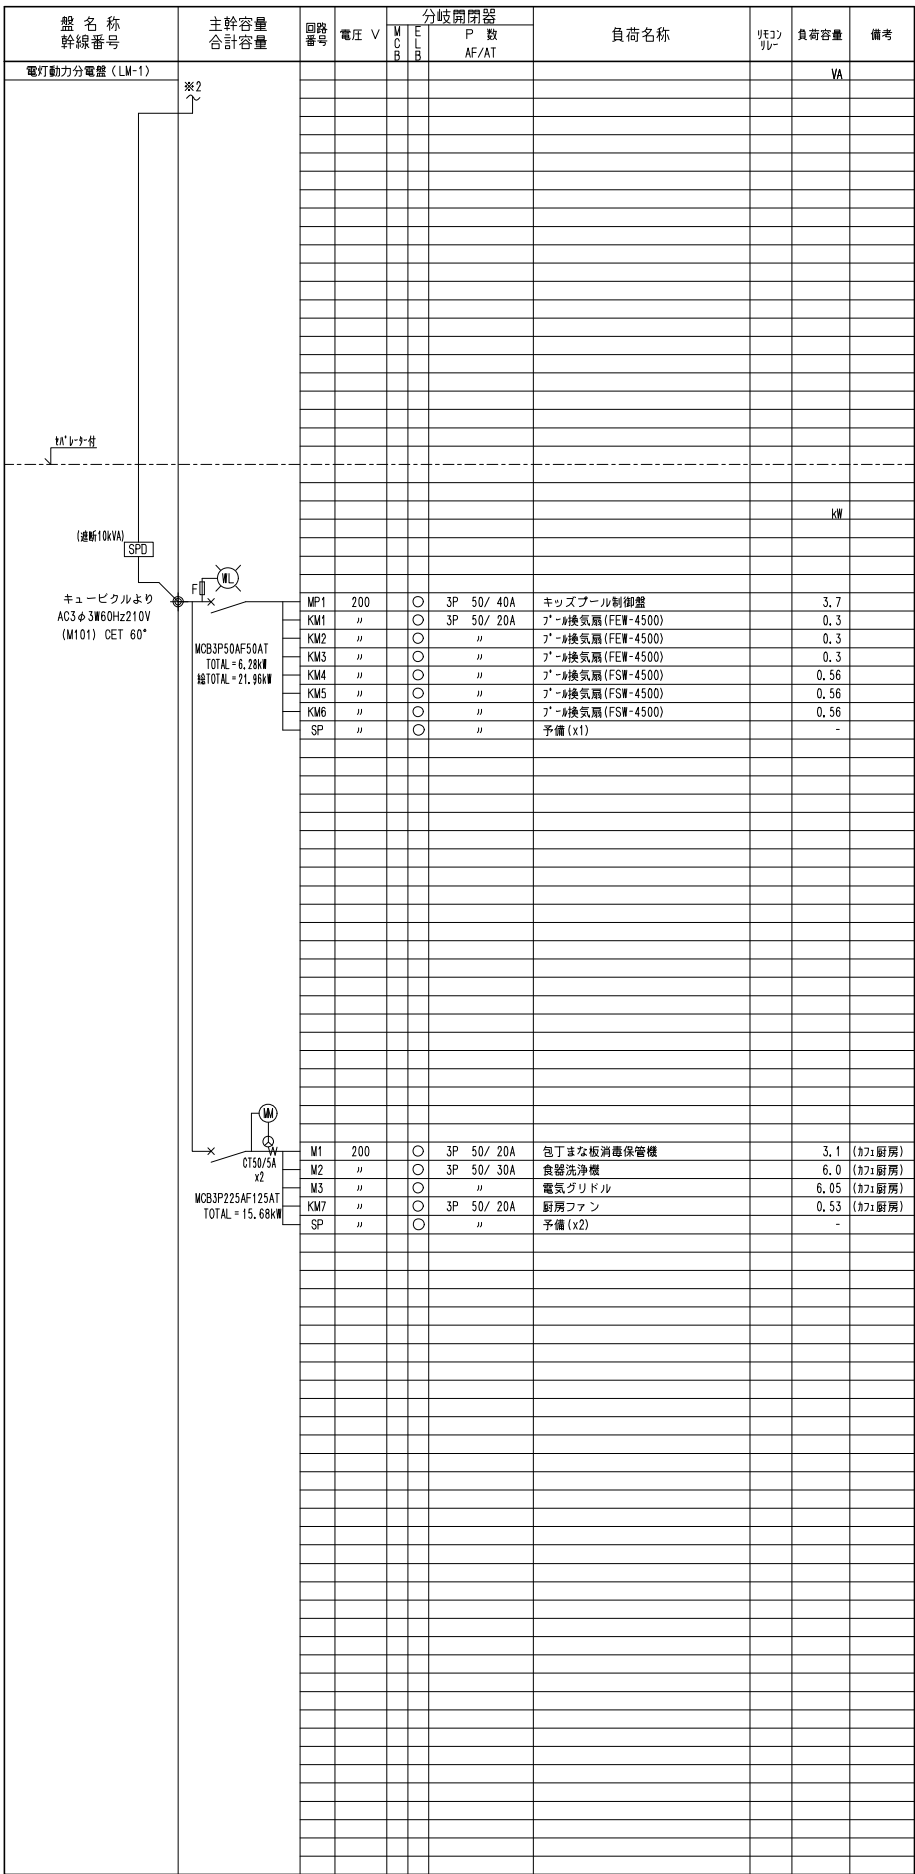 盤 名 称
幹線番号
主幹容量
合計容量
回路
番号
電圧 V
分岐開閉器
MCB
ELB
P 数
AF/AT
負荷名称
ﾘﾓｺﾝ
ﾘﾚｰ
負荷容量
備考
電灯動力分電盤 (LM-1)
VA
※2
ｾﾊﾟﾚｰﾀｰ付
kW
(遮断10kVA)
SPD
F
WL
キュービクルより
AC3φ3W60Hz210V
(M101) CET 60°
MCB3P50AF50AT
TOTAL=6.28kW
総TOTAL=21.96kW
MP1 200 ○ 3P 50/ 40A キッズプール制御盤 3.7
KM1 〃 ○ 3P 50/ 20A ﾌﾟｰﾙ換気扇(FEW-4500) 0.3
KM2 〃 ○ 〃 ﾌﾟｰﾙ換気扇(FEW-4500) 0.3
KM3 〃 ○ 〃 ﾌﾟｰﾙ換気扇(FEW-4500) 0.3
KM4 〃 ○ 〃 ﾌﾟｰﾙ換気扇(FSW-4500) 0.56
KM5 〃 ○ 〃 ﾌﾟｰﾙ換気扇(FSW-4500) 0.56
KM6 〃 ○ 〃 ﾌﾟｰﾙ換気扇(FSW-4500) 0.56
SP 〃 ○ 〃 予備(x1) -
WM
CT50/5A
x2
MCB3P225AF125AT
TOTAL=15.68kW
M1 200 ○ 3P 50/ 20A 包丁まな板消毒保管機 3.1 (ｶﾌｪ厨房)
M2 〃 ○ 3P 50/ 30A 食器洗浄機 6.0 (ｶﾌｪ厨房)
M3 〃 ○ 〃 電気グリドル 6.05 (ｶﾌｪ厨房)
KM7 〃 ○ 3P 50/ 20A 厨房ファン 0.53 (ｶﾌｪ厨房)
SP 〃 ○ 〃 予備(x2) -